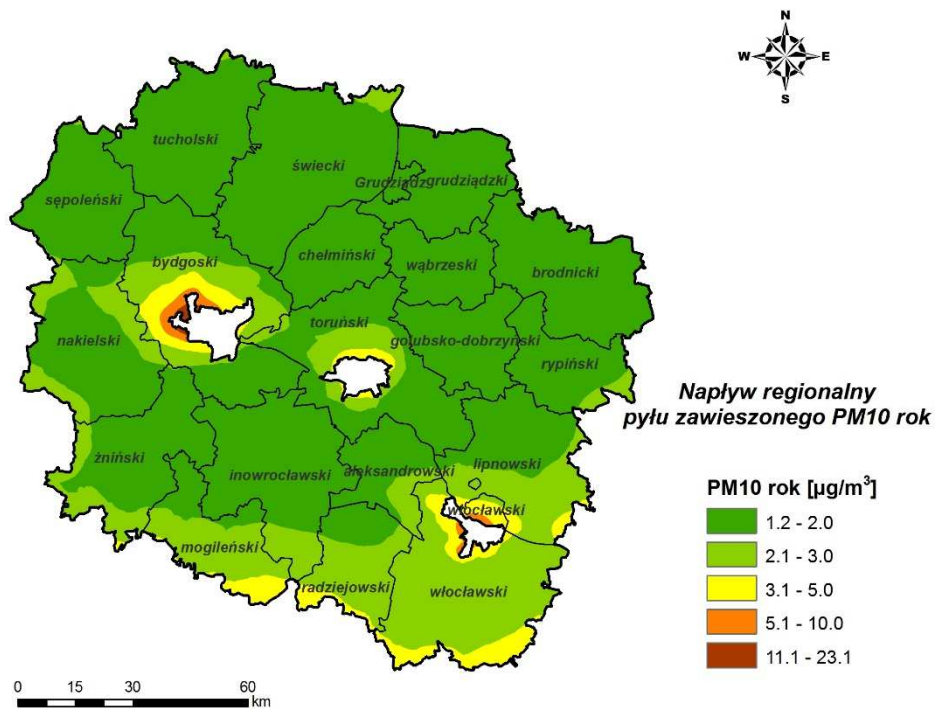 N
W E
S
tucholski
świecki
Grudziądz grudziądzki
sępoleński
chełmiński
wąbrzeski
bydgoski
brodnicki
toruński
golubsko-dobrzyński
nakielski
rypiński
Napływ regionalny
pyłu zawieszonego PM10 rok
żniński
inowrocławski
aleksandrowski
lipnowski
włocławski
mogileński
radziejowski
włocławski
PM10 rok [µg/m³]
1.2 - 2.0
2.1 - 3.0
3.1 - 5.0
5.1 - 10.0
11.1 - 23.1
0 15 30 60
km